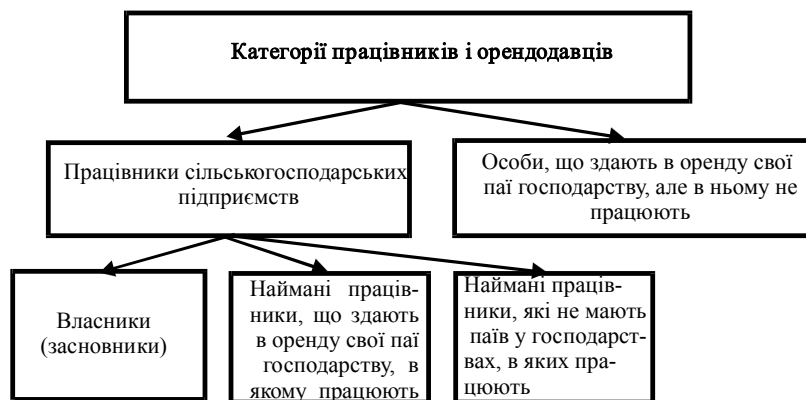 Категорії працівників і орендодавців
Працівники сільськогосподарських
підприємств
Особи, що здають в оренду свої
паї господарству, але в ньому не
працюють
Власники
(засновники)
Наймані праців-
ники, що здають
в оренду свої паї
господарству, в
якому працюють
Наймані праців-
ники, які не мають
паїв у господарст-
вах, в яких пра-
цюють